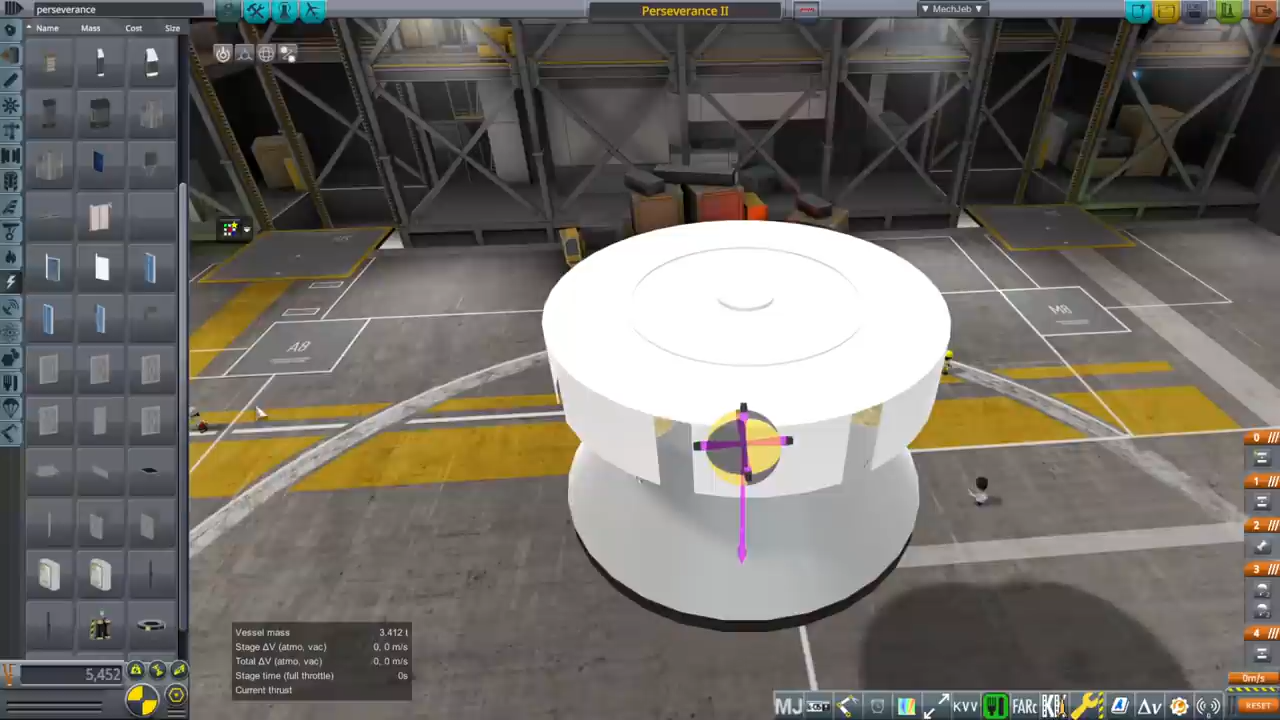 perseverance
Perseverance II
▼ MechJeb ▼
Name Mass Cost Size
A8
M8
Vessel mass 3.412 t
Stage ΔV (atmo, vac) 0, 0 m/s
Total ΔV (atmo, vac) 0, 0 m/s
Stage time (full throttle) 0s
Current thrust
0
1
2
3
4
0m/s
5,452
MJ
KVV
FARc
Δv
RESET